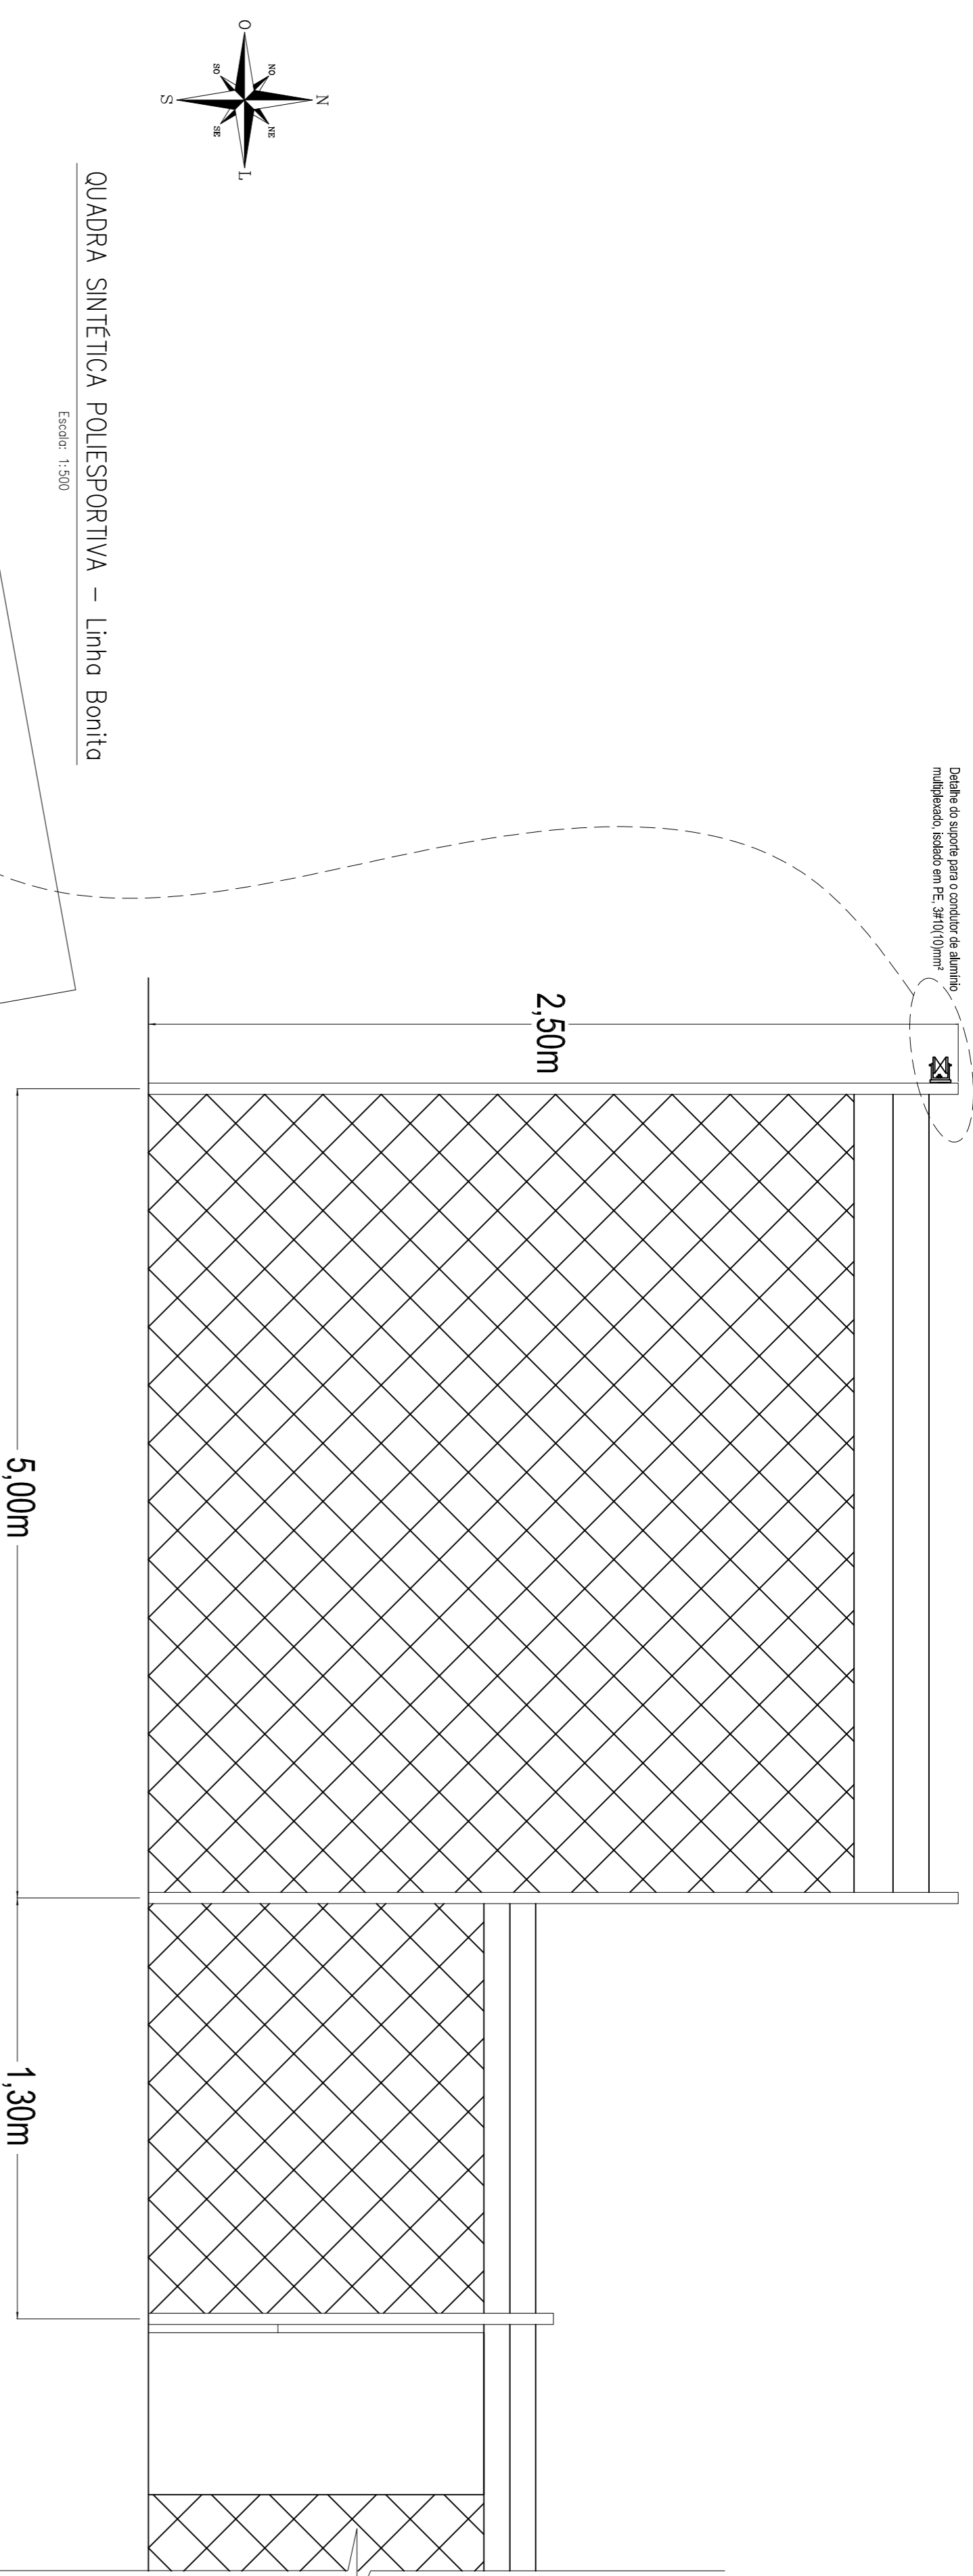 Detalhe do suporte para o condutor de alumínio
multiplexado, isolado em PE, 3#10(10)mm²
N
NO
NE
O
L
SO
SE
S
QUADRA SINTÉTICA POLIESPORTIVA - Linha Bonita
Escala: 1:500
2,50m
5,00m
1,30m